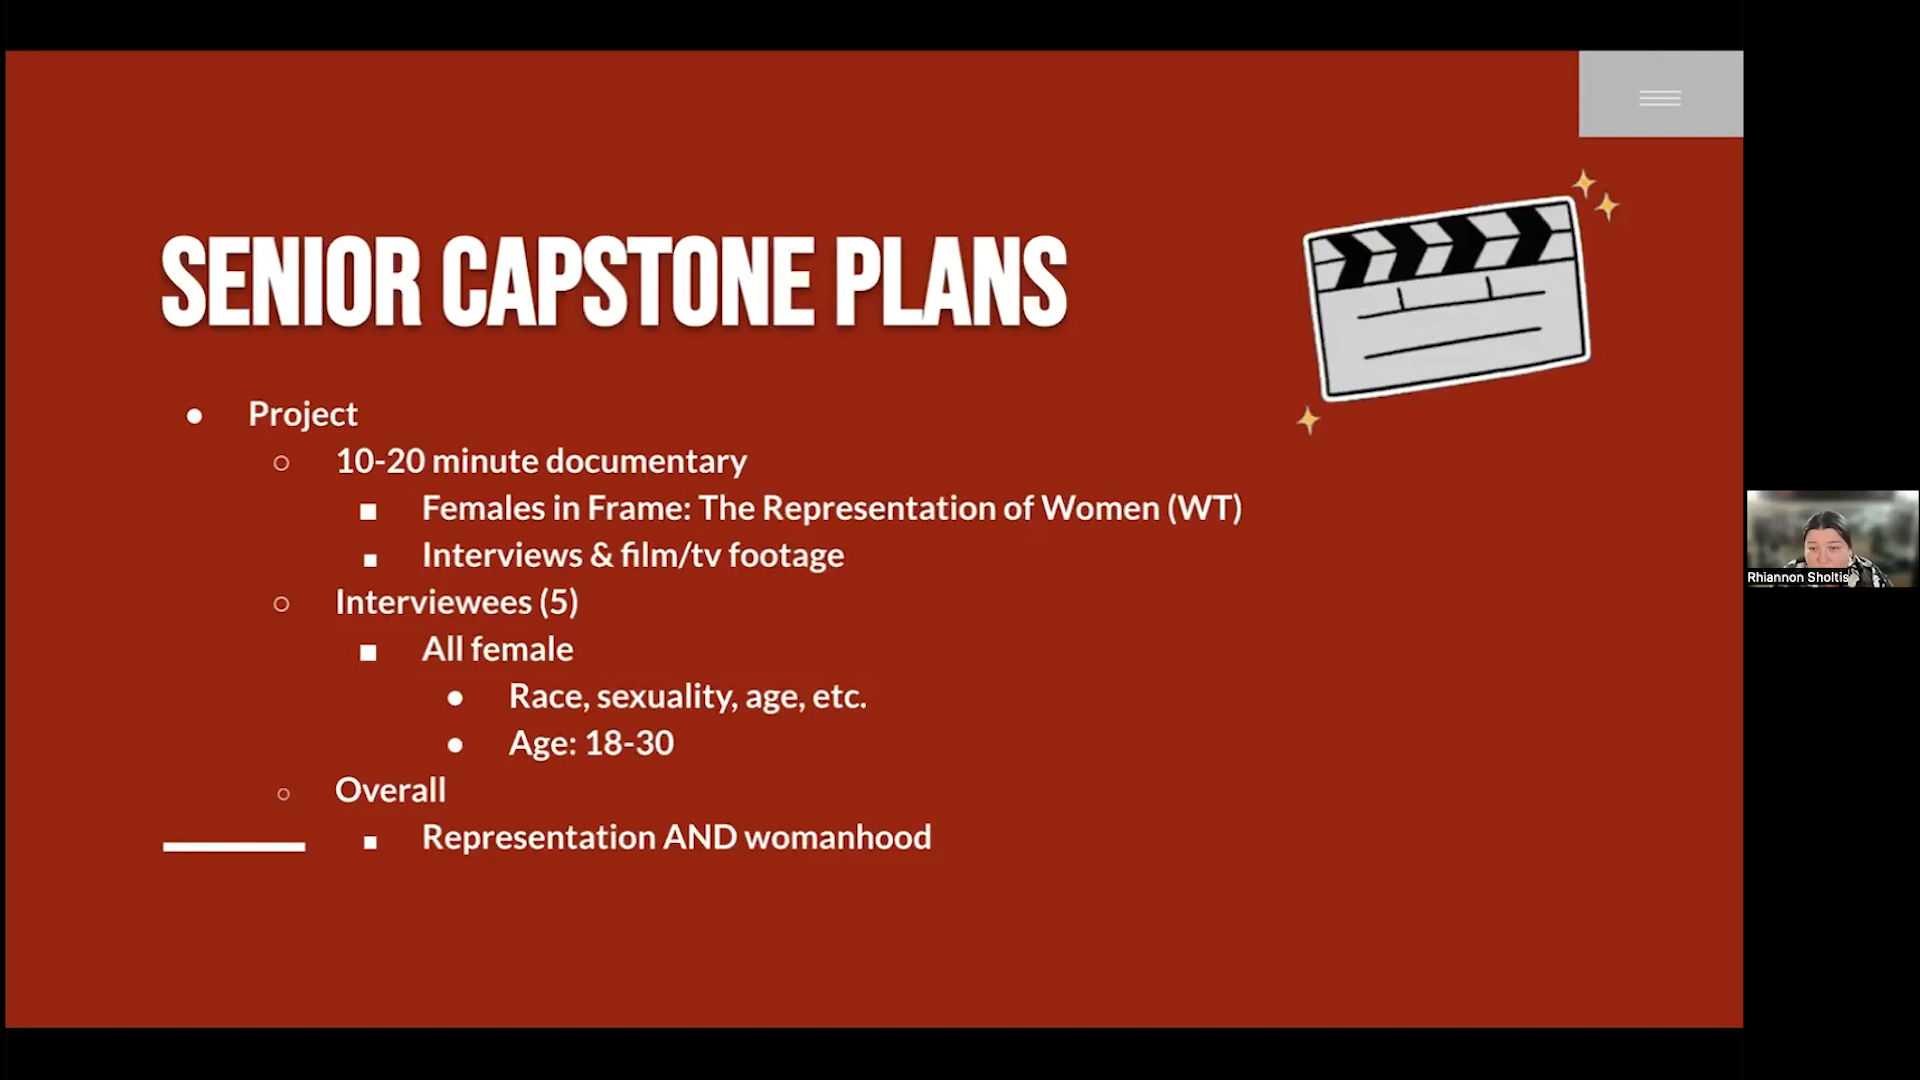 SENIOR CAPSTONE PLANS
● Project
○ 10-20 minute documentary
■ Females in Frame: The Representation of Women (WT)
■ Interviews & film/tv footage
○ Interviewees (5)
■ All female
● Race, sexuality, age, etc.
● Age: 18-30
○ Overall
■ Representation AND womanhood
Rhiannon Sholtis